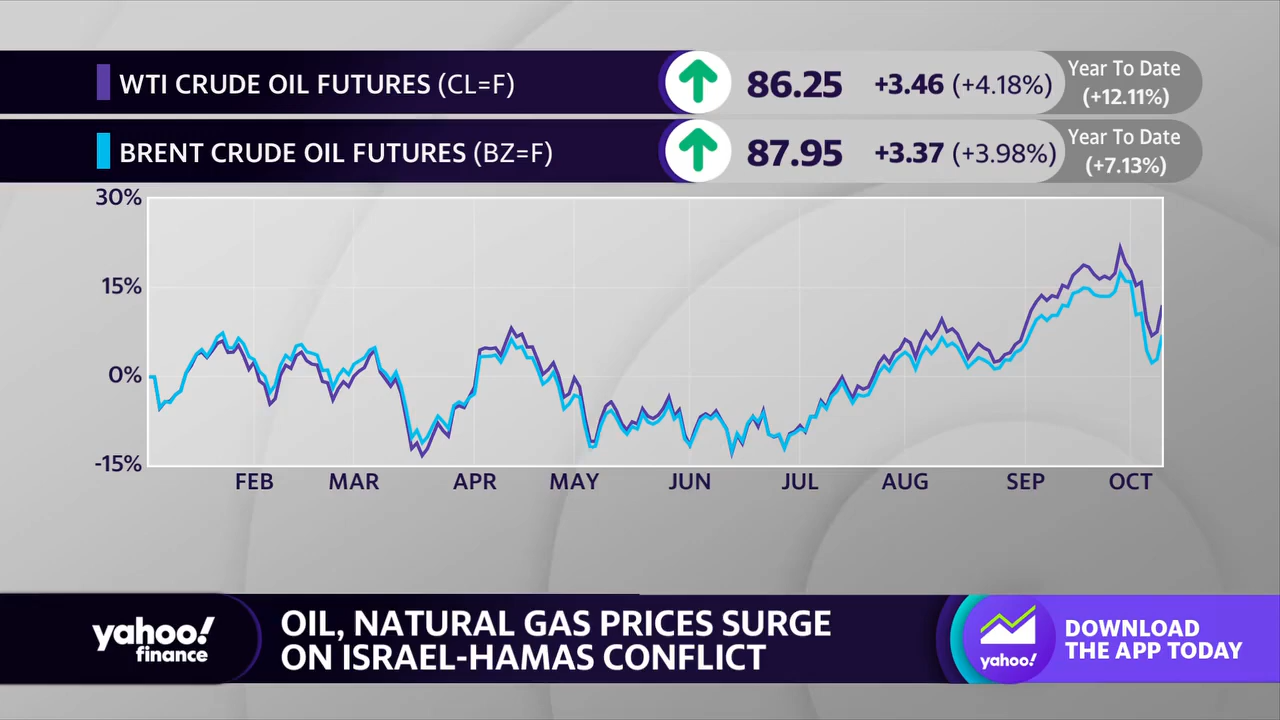 WTI CRUDE OIL FUTURES (CL=F) 86.25 +3.46 (+4.18%) Year To Date (+12.11%)
BRENT CRUDE OIL FUTURES (BZ=F) 87.95 +3.37 (+3.98%) Year To Date (+7.13%)
30%
15%
0%
-15%
FEB MAR APR MAY JUN JUL AUG SEP OCT
yahoo!
finance
OIL, NATURAL GAS PRICES SURGE
ON ISRAEL-HAMAS CONFLICT
yahoo!
DOWNLOAD
THE APP TODAY